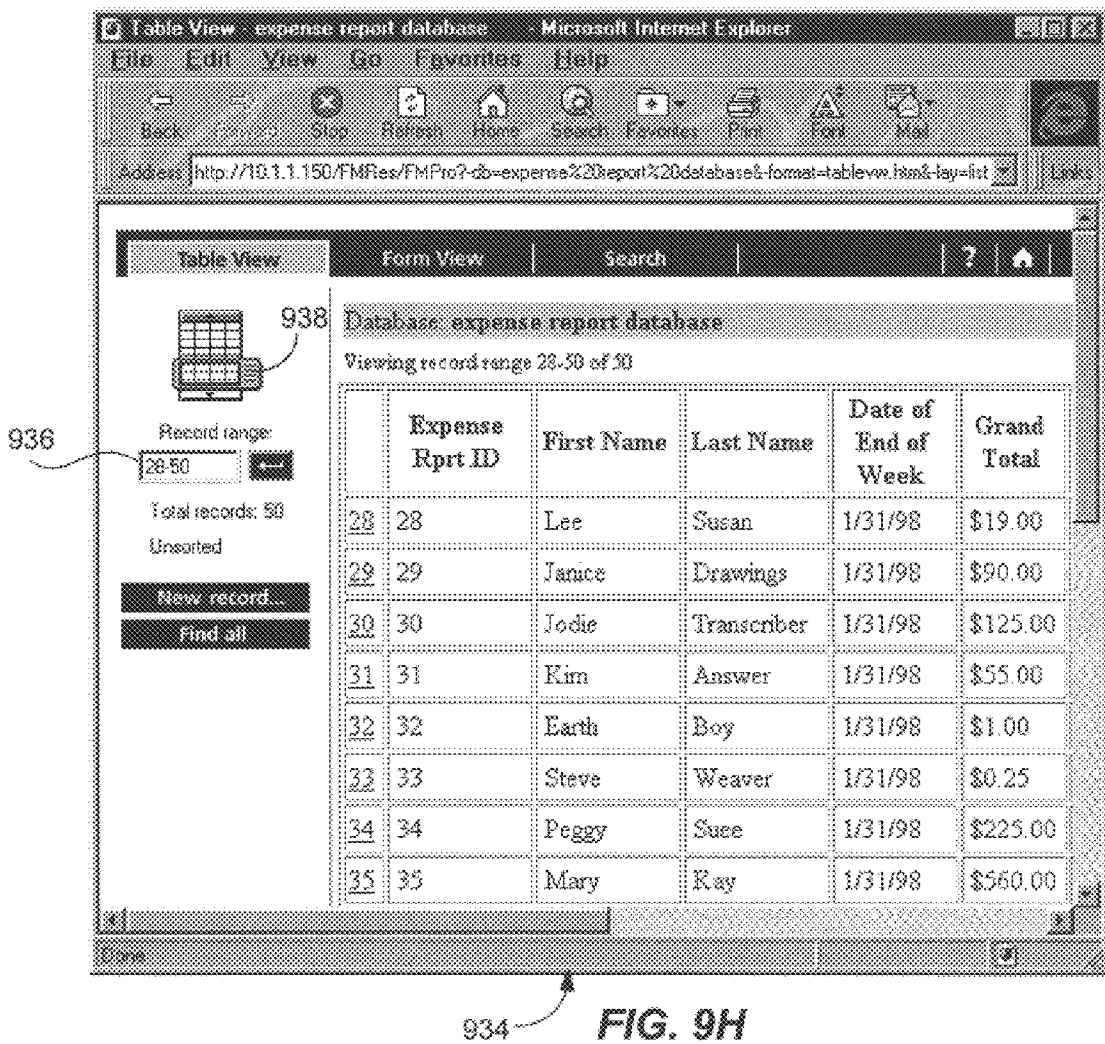 Table View - expense report database - Microsoft Internet Explorer
File Edit View Go Favorites Help
Back Forward Stop Refresh Home Search Favorites Print Font Mail
Address http://10.1.1.150/FMRes/FMPro?-db=expense%20report%20database&-format=tablevw.htm&-lay=list Links
Table View Form View Search ?
938
Database: expense report database
Viewing record range 28-50 of 50
936
Record range:
28-50
Total records: 50
Unsorted
New record...
Find all
Expense Rprt ID First Name Last Name Date of End of Week Grand Total
28 28 Lee Susan 1/31/98 $19.00
29 29 Janice Drawings 1/31/98 $90.00
30 30 Jodie Transcriber 1/31/98 $125.00
31 31 Kim Answer 1/31/98 $55.00
32 32 Earth Boy 1/31/98 $1.00
33 33 Steve Weaver 1/31/98 $0.25
34 34 Peggy Suee 1/31/98 $225.00
35 35 Mary Kay 1/31/98 $560.00
Done
934
FIG. 9H